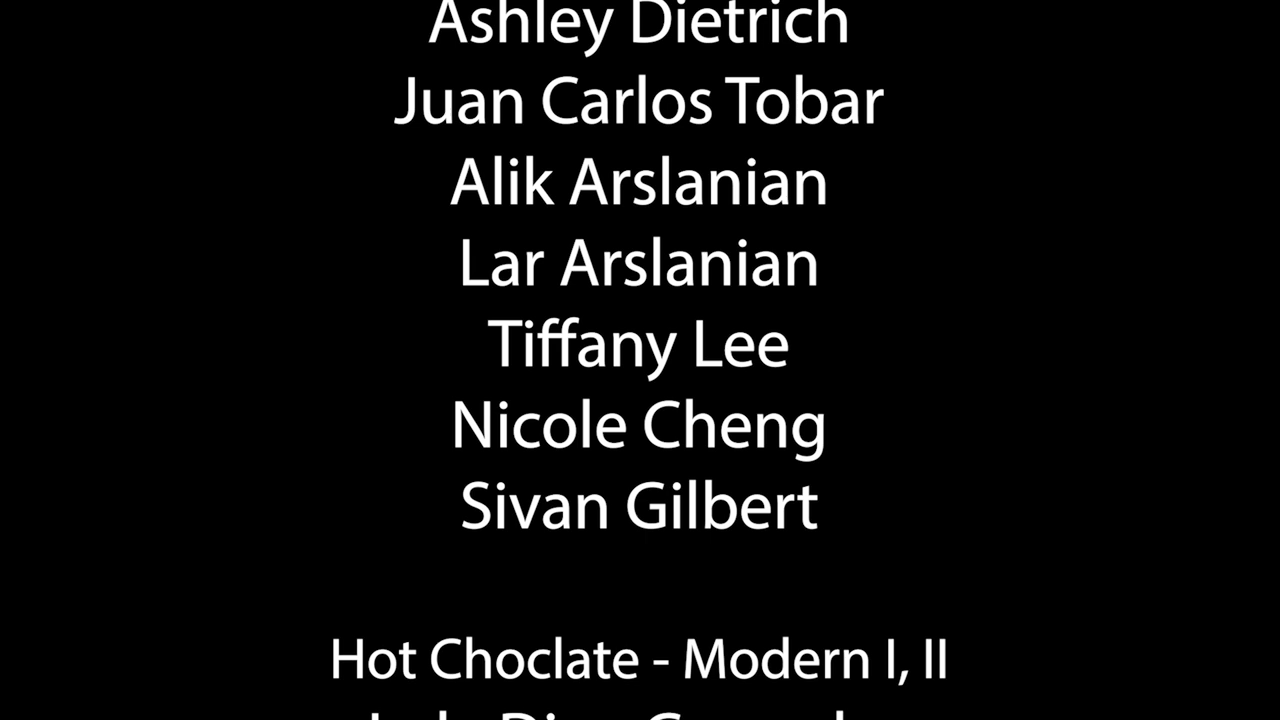 Ashley Dietrich
Juan Carlos Tobar
Alik Arslanian
Lar Arslanian
Tiffany Lee
Nicole Cheng
Sivan Gilbert
Hot Choclate - Modern I, II